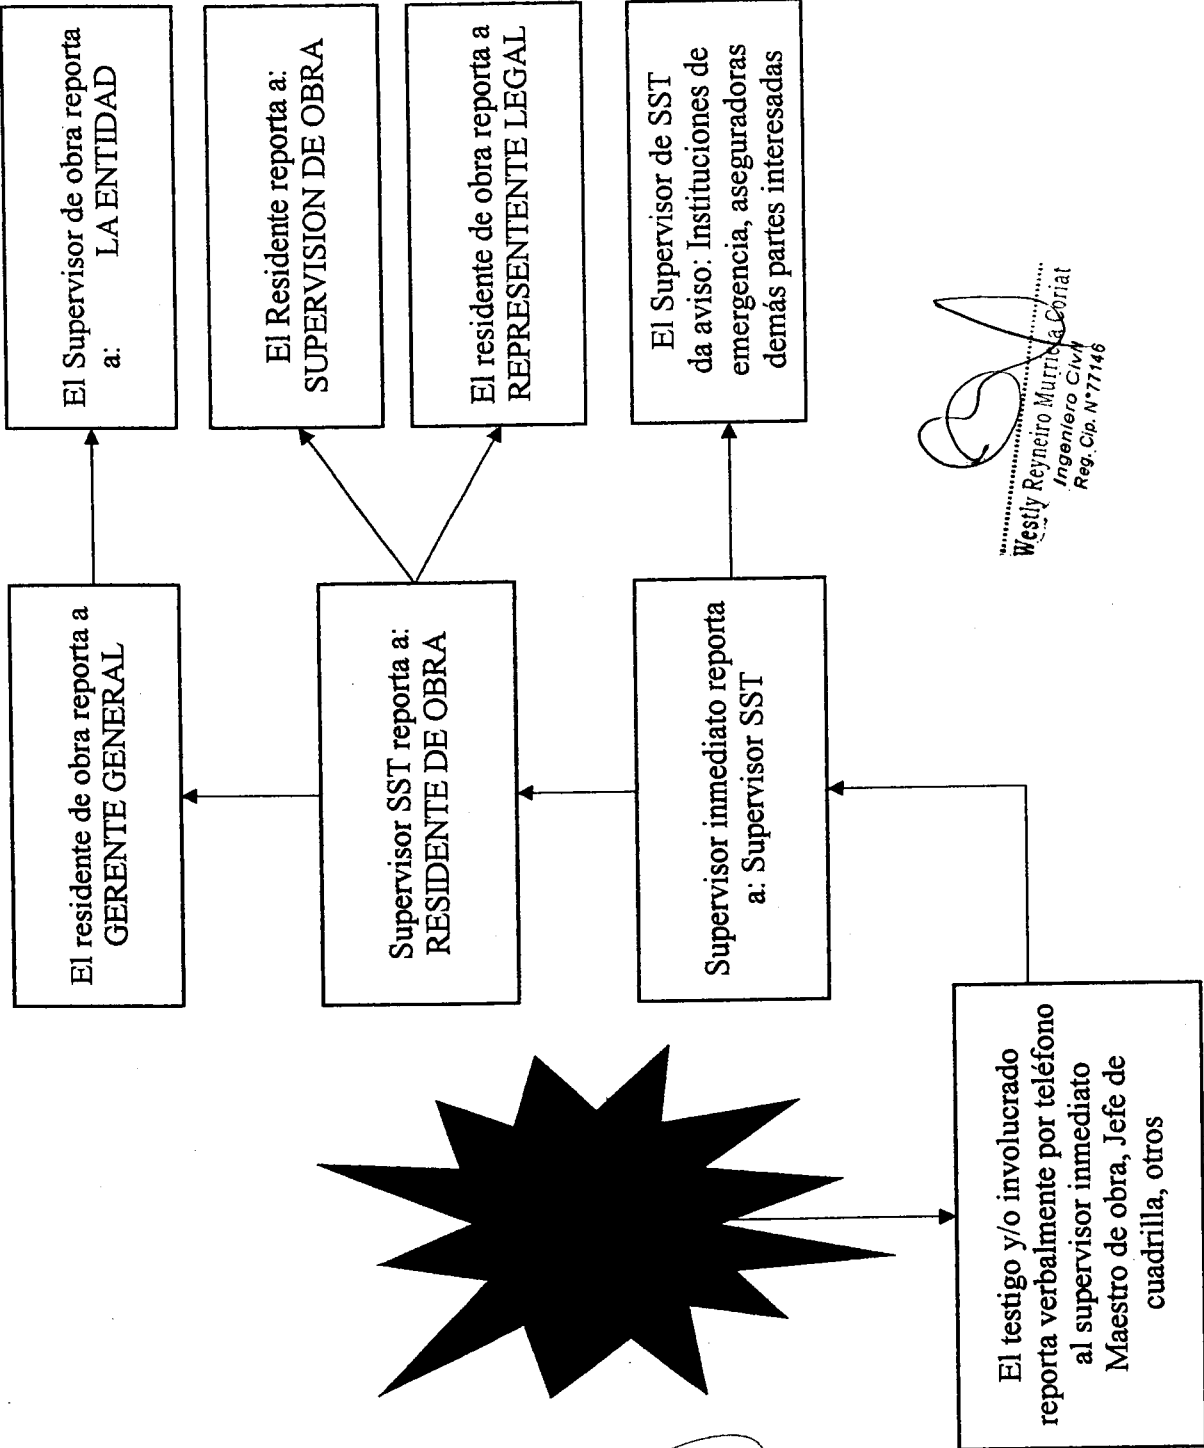 El Supervisor de obra reporta
a: LA ENTIDAD
El Residente reporta a:
SUPERVISION DE OBRA
El residente de obra reporta a
REPRESENTENTE LEGAL
El Supervisor de SST
da aviso: Instituciones de
emergencia, aseguradoras
demás partes interesadas
El residente de obra reporta a
GERENTE GENERAL
Supervisor SST reporta a:
RESIDENTE DE OBRA
Supervisor inmediato reporta
a: Supervisor SST
El testigo y/o involucrado
reporta verbalmente por teléfono
al supervisor inmediato
Maestro de obra, Jefe de
cuadrilla, otros
Westly Reyneiro Coriat
Ingeniero Civil
Reg. Cip. N°77146